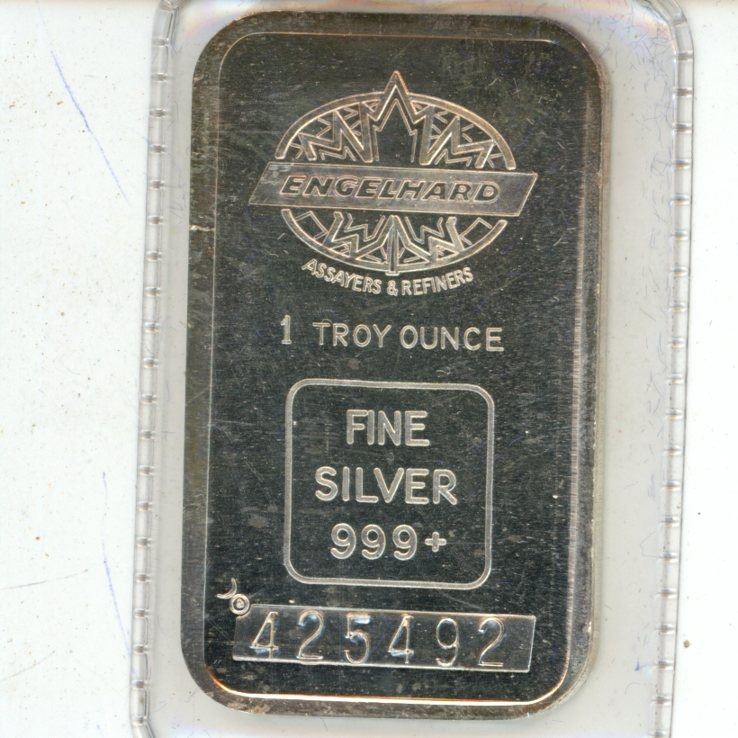 ENGELHARD
ASSAYERS & REFINERS
1 TROY OUNCE
FINE
SILVER
999+
425492